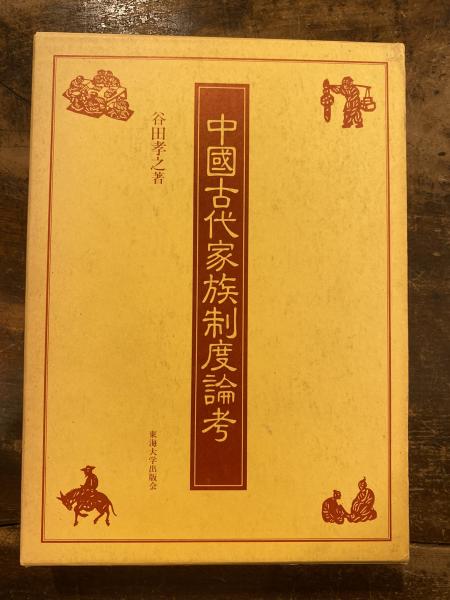 中國古代家族制度論考
谷田孝之著
東海大学出版会